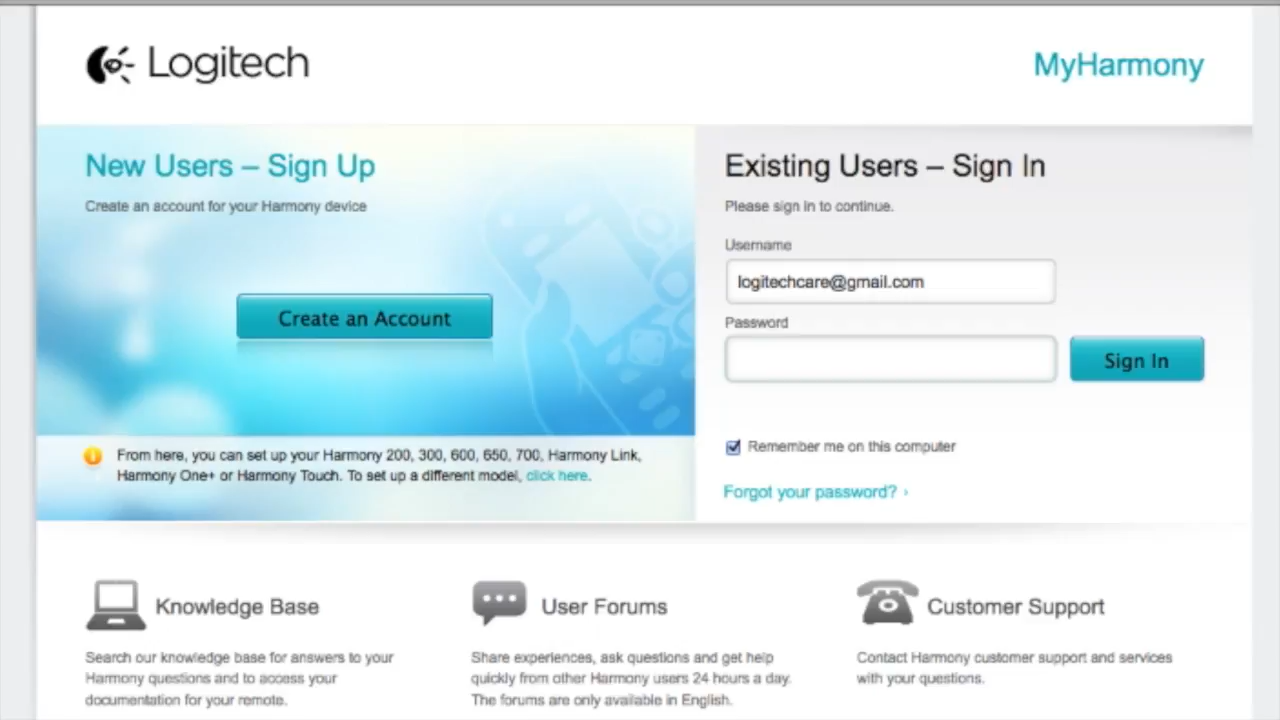 Logitech
MyHarmony
New Users – Sign Up
Create an account for your Harmony device
Create an Account
From here, you can set up your Harmony 200, 300, 600, 650, 700, Harmony Link,
Harmony One+ or Harmony Touch. To set up a different model, click here.
Existing Users – Sign In
Please sign in to continue.
Username
logitechcare@gmail.com
Password
Sign In
Remember me on this computer
Forgot your password? ›
Knowledge Base
Search our knowledge base for answers to your
Harmony questions and to access your
documentation for your remote.
User Forums
Share experiences, ask questions and get help
quickly from other Harmony users 24 hours a day.
The forums are only available in English.
Customer Support
Contact Harmony customer support and services
with your questions.